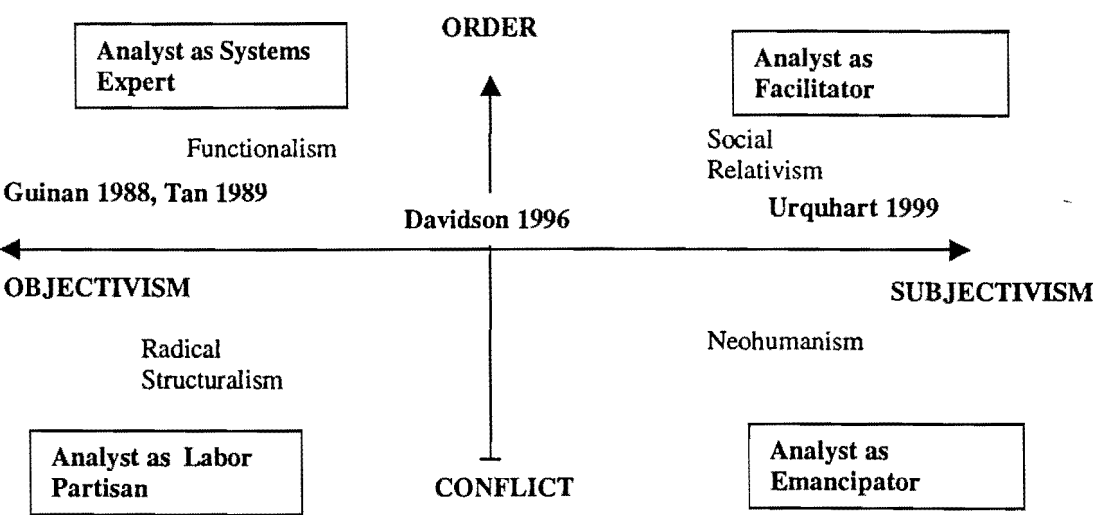 ORDER
Analyst as Systems
Expert
Analyst as
Facilitator
Functionalism
Social
Relativism
Guinan 1988, Tan 1989
Davidson 1996
Urquhart 1999
OBJECTIVISM
SUBJECTIVISM
Radical
Structuralism
Neohumanism
Analyst as Labor
Partisan
CONFLICT
Analyst as
Emancipator